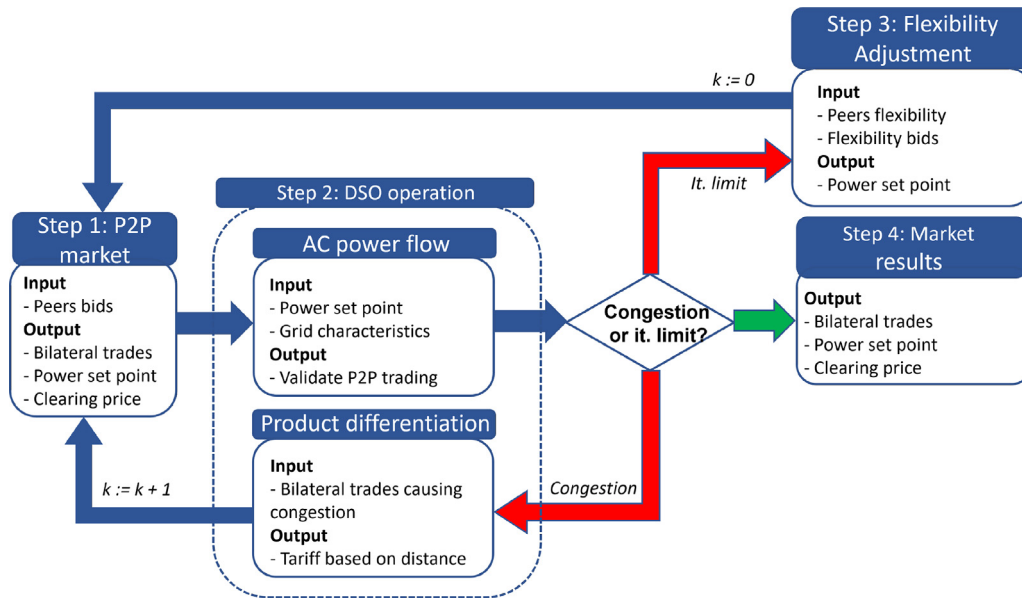 Step 3: Flexibility
Adjustment
Input
- Peers flexibility
- Flexibility bids
Output
- Power set point
k := 0
It. limit
Step 2: DSO operation
Step 1: P2P
market
Input
- Peers bids
Output
- Bilateral trades
- Power set point
- Clearing price
AC power flow
Input
- Power set point
- Grid characteristics
Output
- Validate P2P trading
Congestion
or it. limit?
Step 4: Market
results
Output
- Bilateral trades
- Power set point
- Clearing price
Product differentiation
Input
- Bilateral trades causing
congestion
Output
- Tariff based on distance
Congestion
k := k + 1